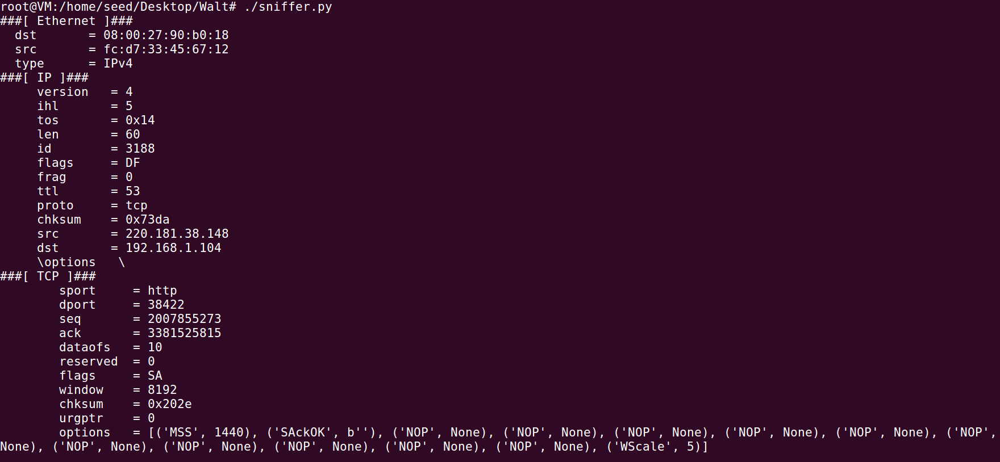 root@VM:/home/seed/Desktop/Walt# ./sniffer.py
###[ Ethernet ]###
  dst       = 08:00:27:90:b0:18
  src       = fc:d7:33:45:67:12
  type      = IPv4
###[ IP ]###
     version   = 4
     ihl       = 5
     tos       = 0x14
     len       = 60
     id        = 3188
     flags     = DF
     frag      = 0
     ttl       = 53
     proto     = tcp
     chksum    = 0x73da
     src       = 220.181.38.148
     dst       = 192.168.1.104
     \options   \
###[ TCP ]###
        sport     = http
        dport     = 38422
        seq       = 2007855273
        ack       = 3381525815
        dataofs   = 10
        reserved  = 0
        flags     = SA
        window    = 8192
        chksum    = 0x202e
        urgptr    = 0
        options   = [('MSS', 1440), ('SAckOK', b''), ('NOP', None), ('NOP', None), ('NOP', None), ('NOP', None), ('NOP', None), ('NOP',
None), ('NOP', None), ('NOP', None), ('NOP', None), ('NOP', None), ('NOP', None), ('WScale', 5)]